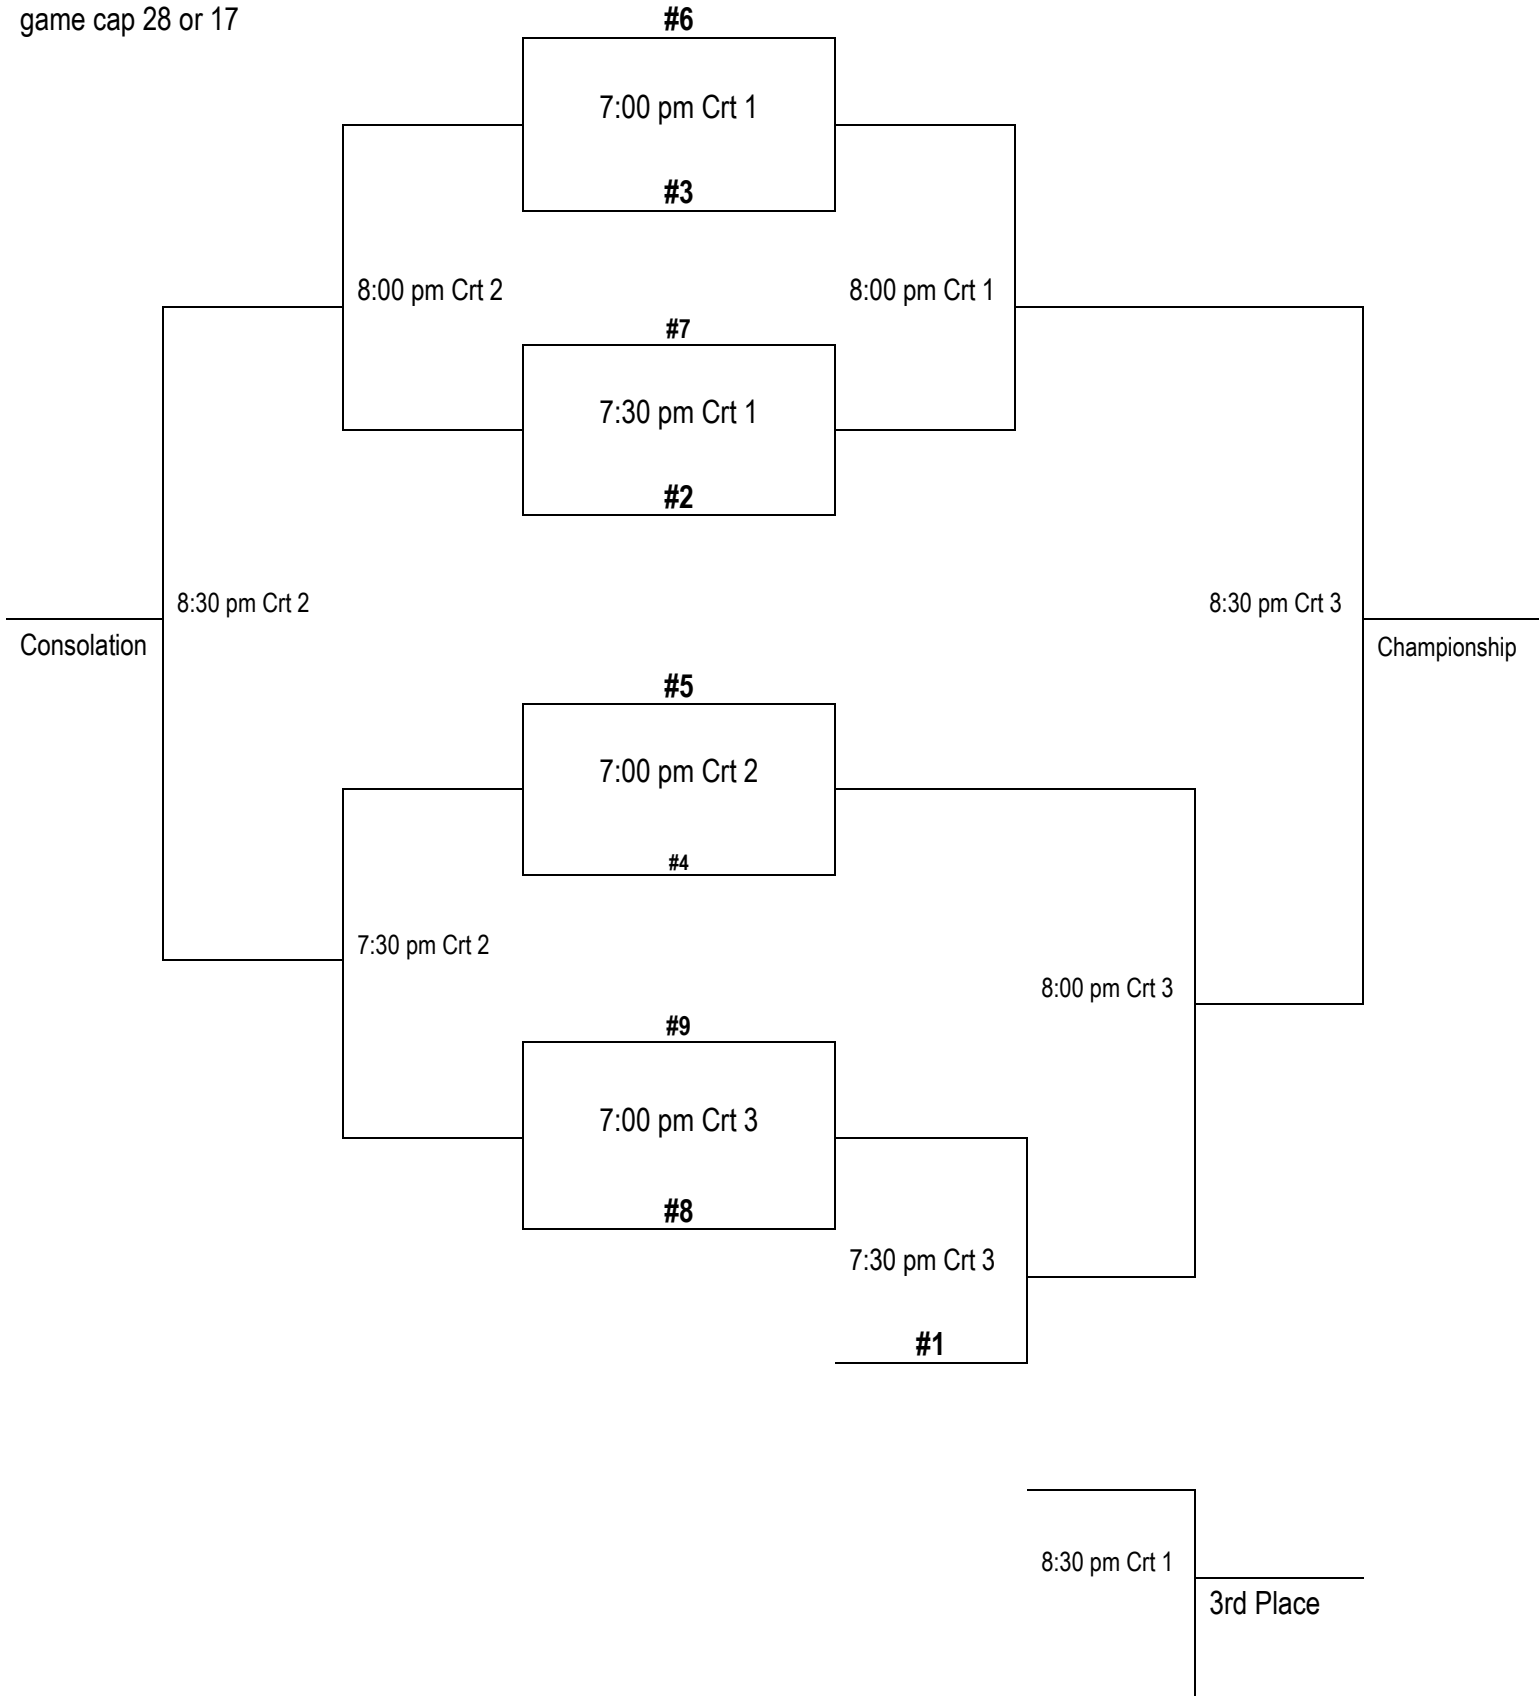 game cap 28 or 17
#6
7:00 pm Crt 1
#3
8:00 pm Crt 2
8:00 pm Crt 1
#7
7:30 pm Crt 1
#2
8:30 pm Crt 2
8:30 pm Crt 3
Consolation
Championship
#5
7:00 pm Crt 2
#4
7:30 pm Crt 2
8:00 pm Crt 3
#9
7:00 pm Crt 3
#8
7:30 pm Crt 3
#1
8:30 pm Crt 1
3rd Place